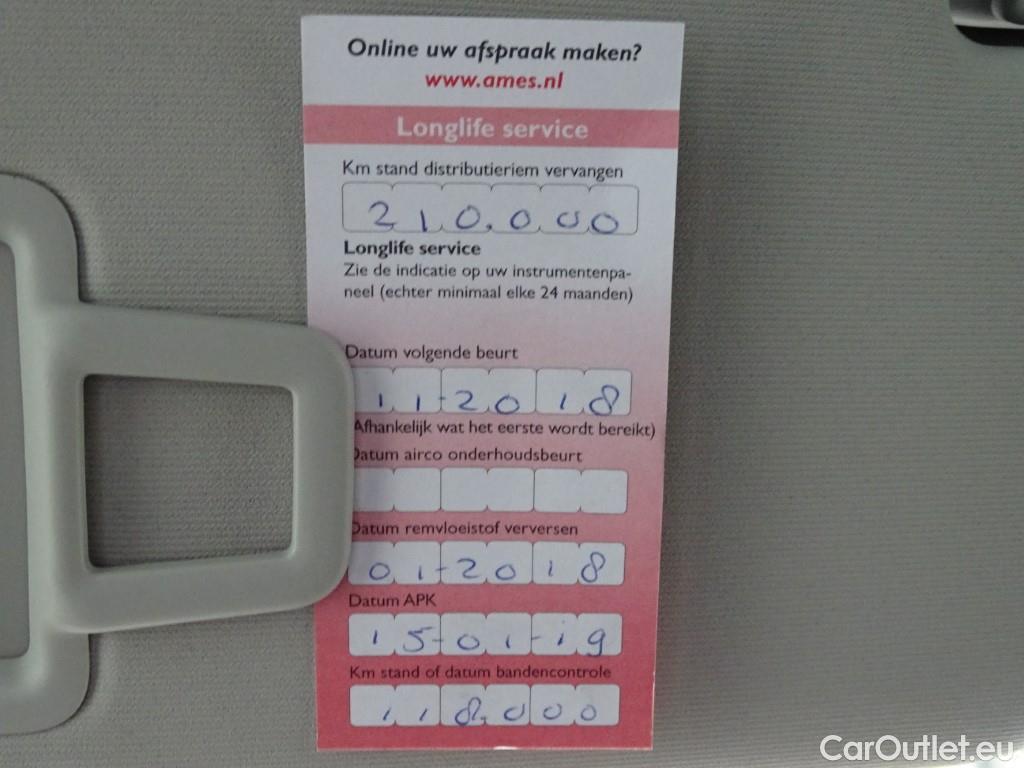 Online uw afspraak maken?
www.ames.nl
Longlife service
Km stand distributieriem vervangen
210.000
Longlife service
Zie de indicatie op uw instrumentenpa-
neel (echter minimaal elke 24 maanden)
Datum volgende beurt
11-2018
Afhankelijk wat het eerste wordt bereikt)
Datum airco onderhoudsbeurt
Datum remvloeistof verversen
01-2018
Datum APK
15-01-19
Km stand of datum bandencontrole
118.000
CarOutlet.eu